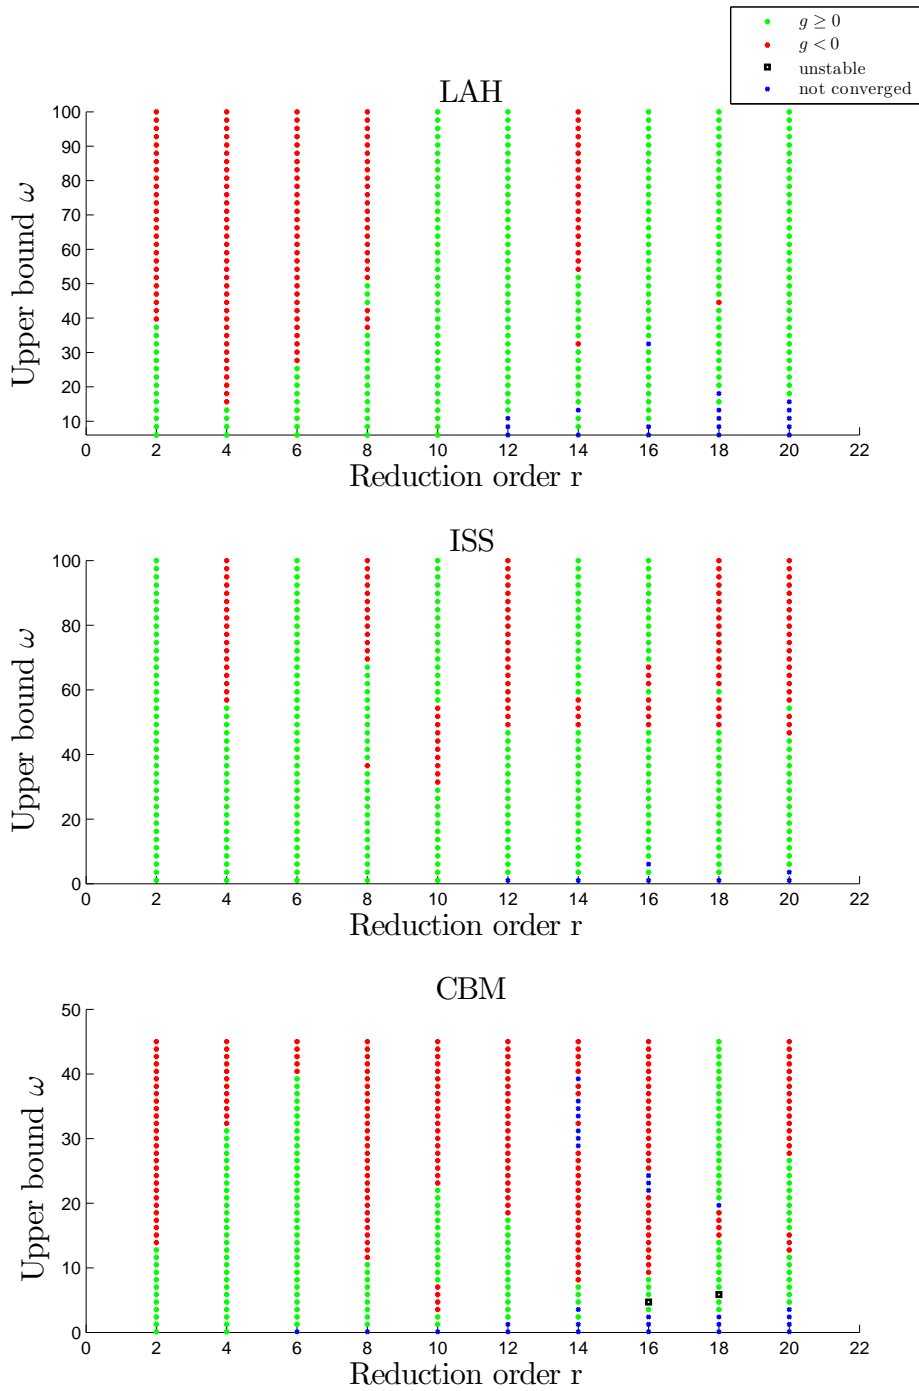 g ≥ 0
g < 0
unstable
not converged
LAH
100
90
80
70
60
50
40
30
20
10
Upper bound ω
0 2 4 6 8 10 12 14 16 18 20 22
Reduction order r
ISS
100
80
60
40
20
0
Upper bound ω
0 2 4 6 8 10 12 14 16 18 20 22
Reduction order r
CBM
50
40
30
20
10
0
Upper bound ω
0 2 4 6 8 10 12 14 16 18 20 22
Reduction order r